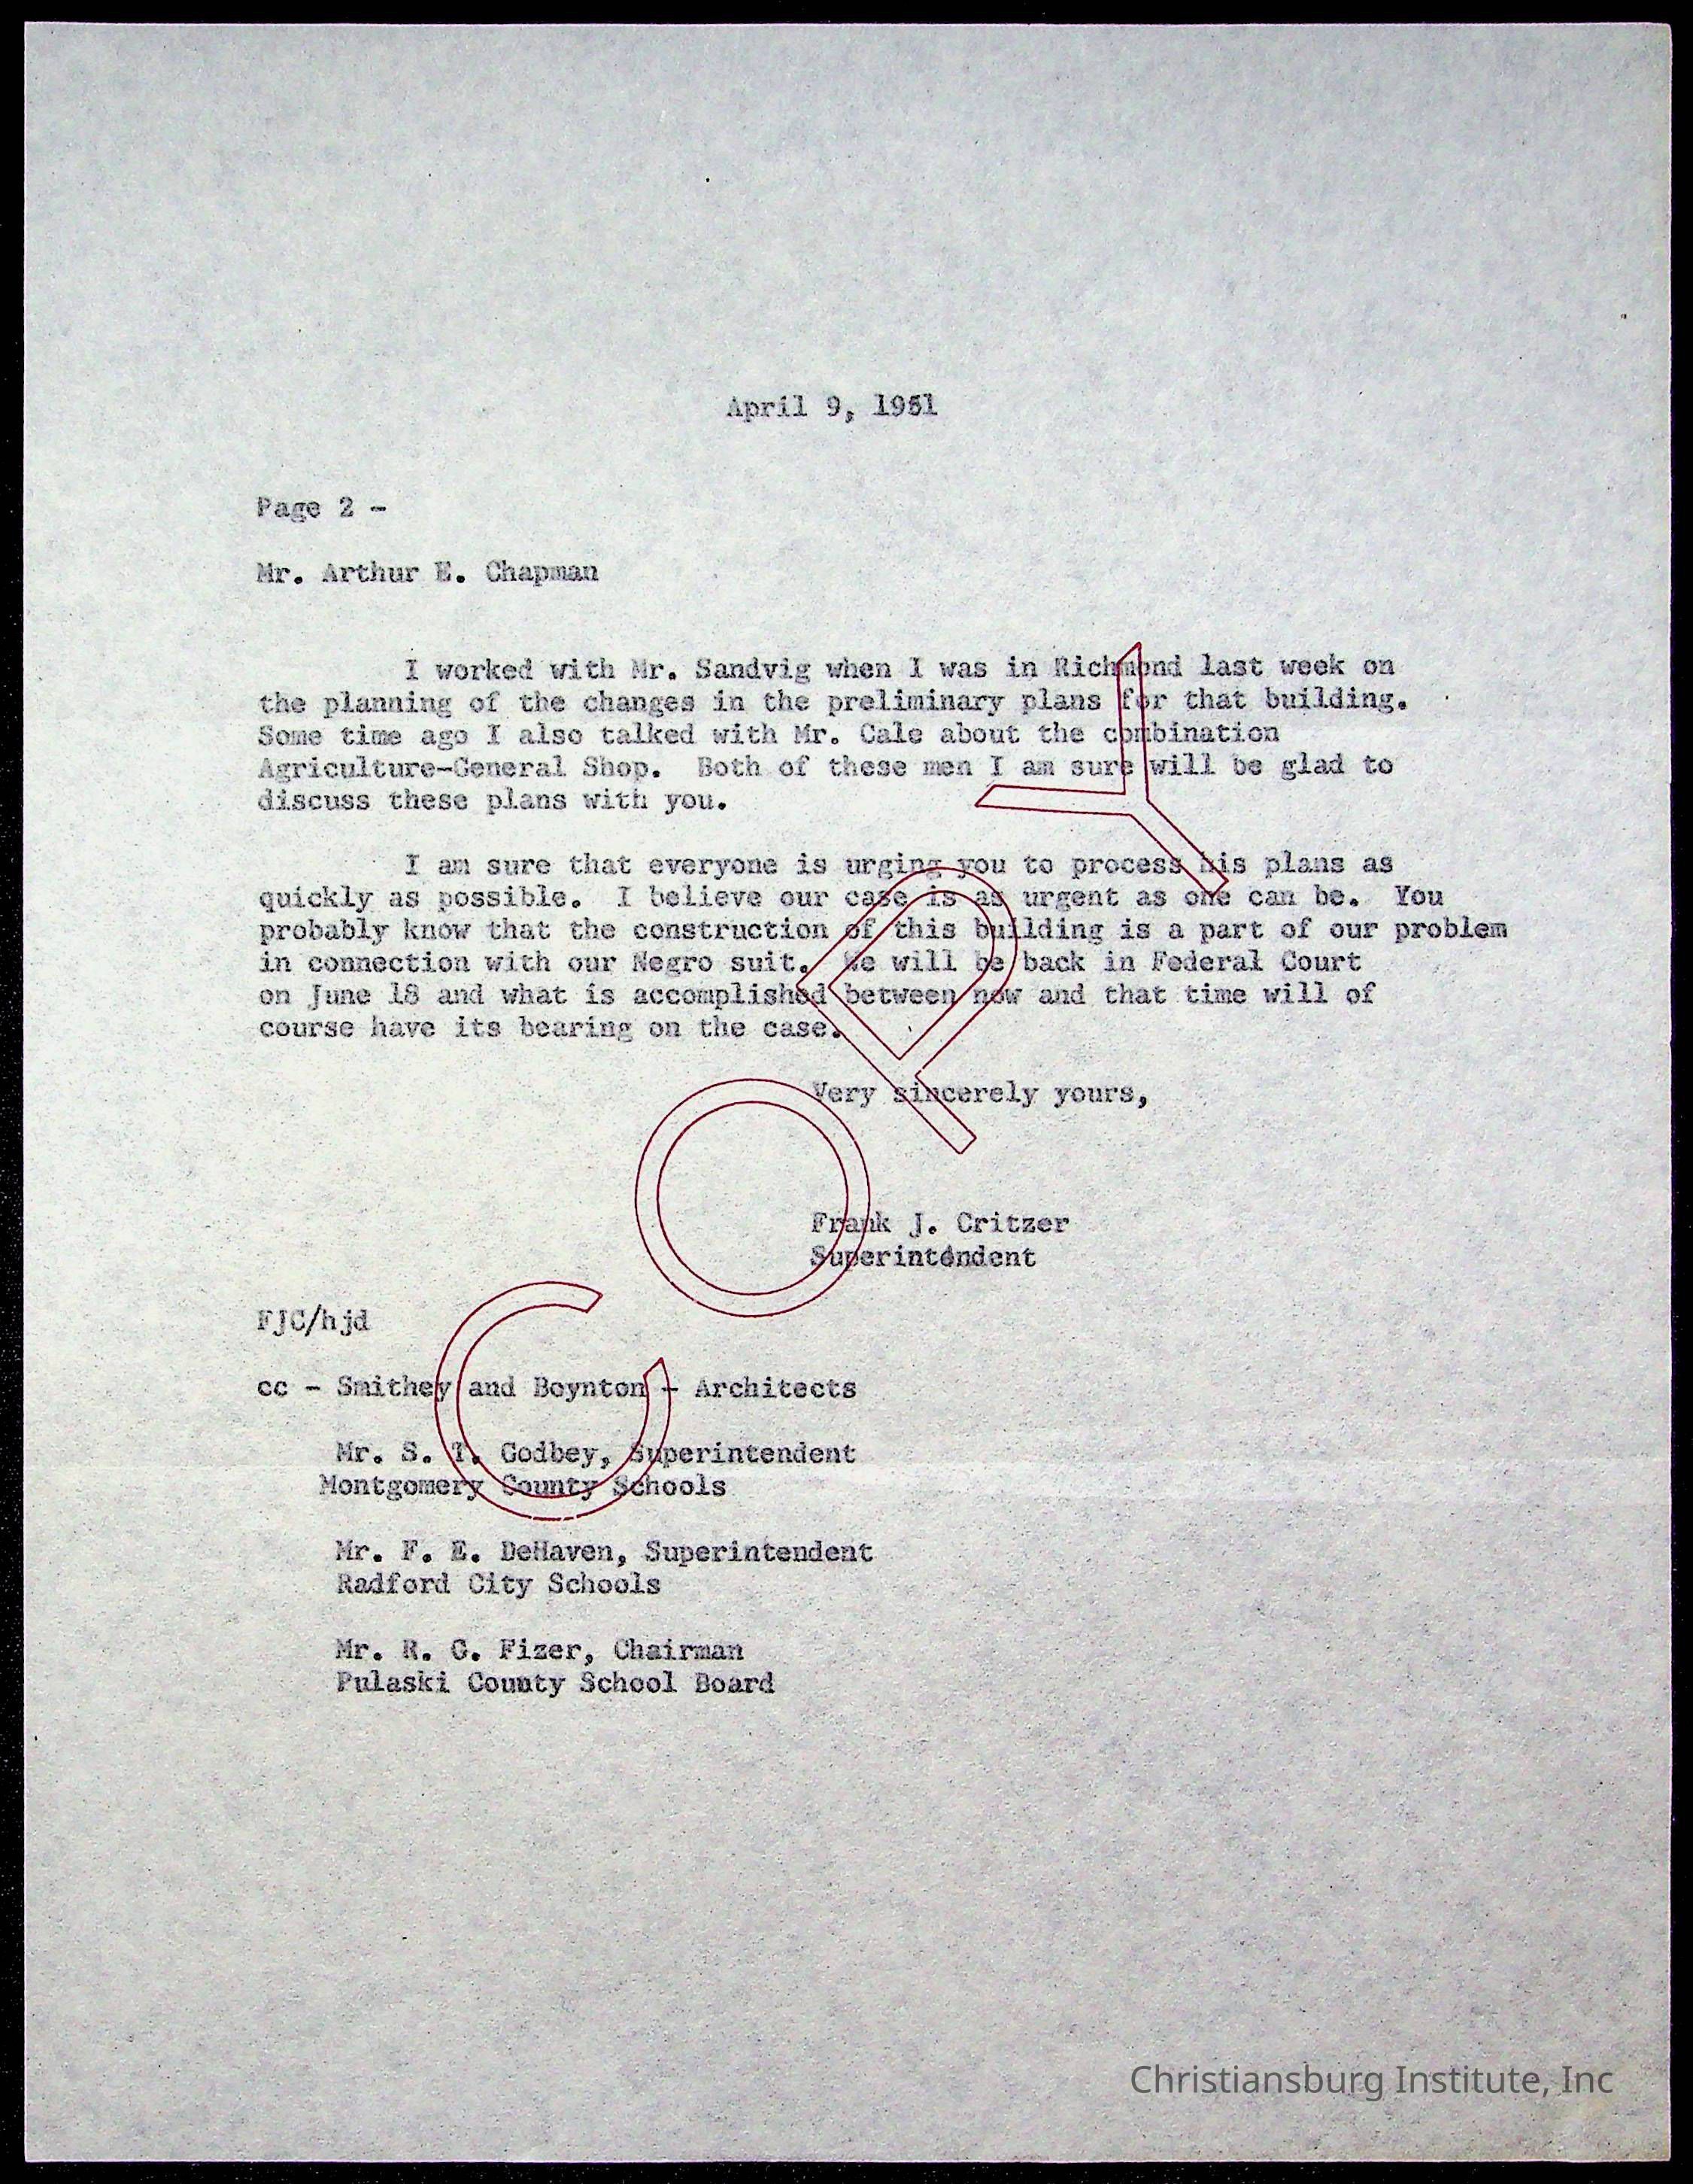 April 9, 1951
Page 2 -
Mr. Arthur E. Chapman
I worked with Mr. Sandvig when I was in Richmond last week on
the planning of the changes in the preliminary plans for that building.
Some time ago I also talked with Mr. Cale about the combination
Agriculture-General Shop. Both of these men I am sure will be glad to
discuss these plans with you.
I am sure that everyone is urging you to process his plans as
quickly as possible. I believe our case is as urgent as one can be. You
probably know that the construction of this building is a part of our problem
in connection with our Negro suit. We will be back in Federal Court
on June 18 and what is accomplished between now and that time will of
course have its bearing on the case.
Very sincerely yours,
Frank J. Critzer
Superintendent
FJC/hjd
cc - Smithey and Boynton - Architects
Mr. S. T. Godbey, Superintendent
Montgomery County Schools
Mr. F. E. DeHaven, Superintendent
Radford City Schools
Mr. R. G. Fizer, Chairman
Pulaski County School Board
COPY
Christiansburg Institute, Inc